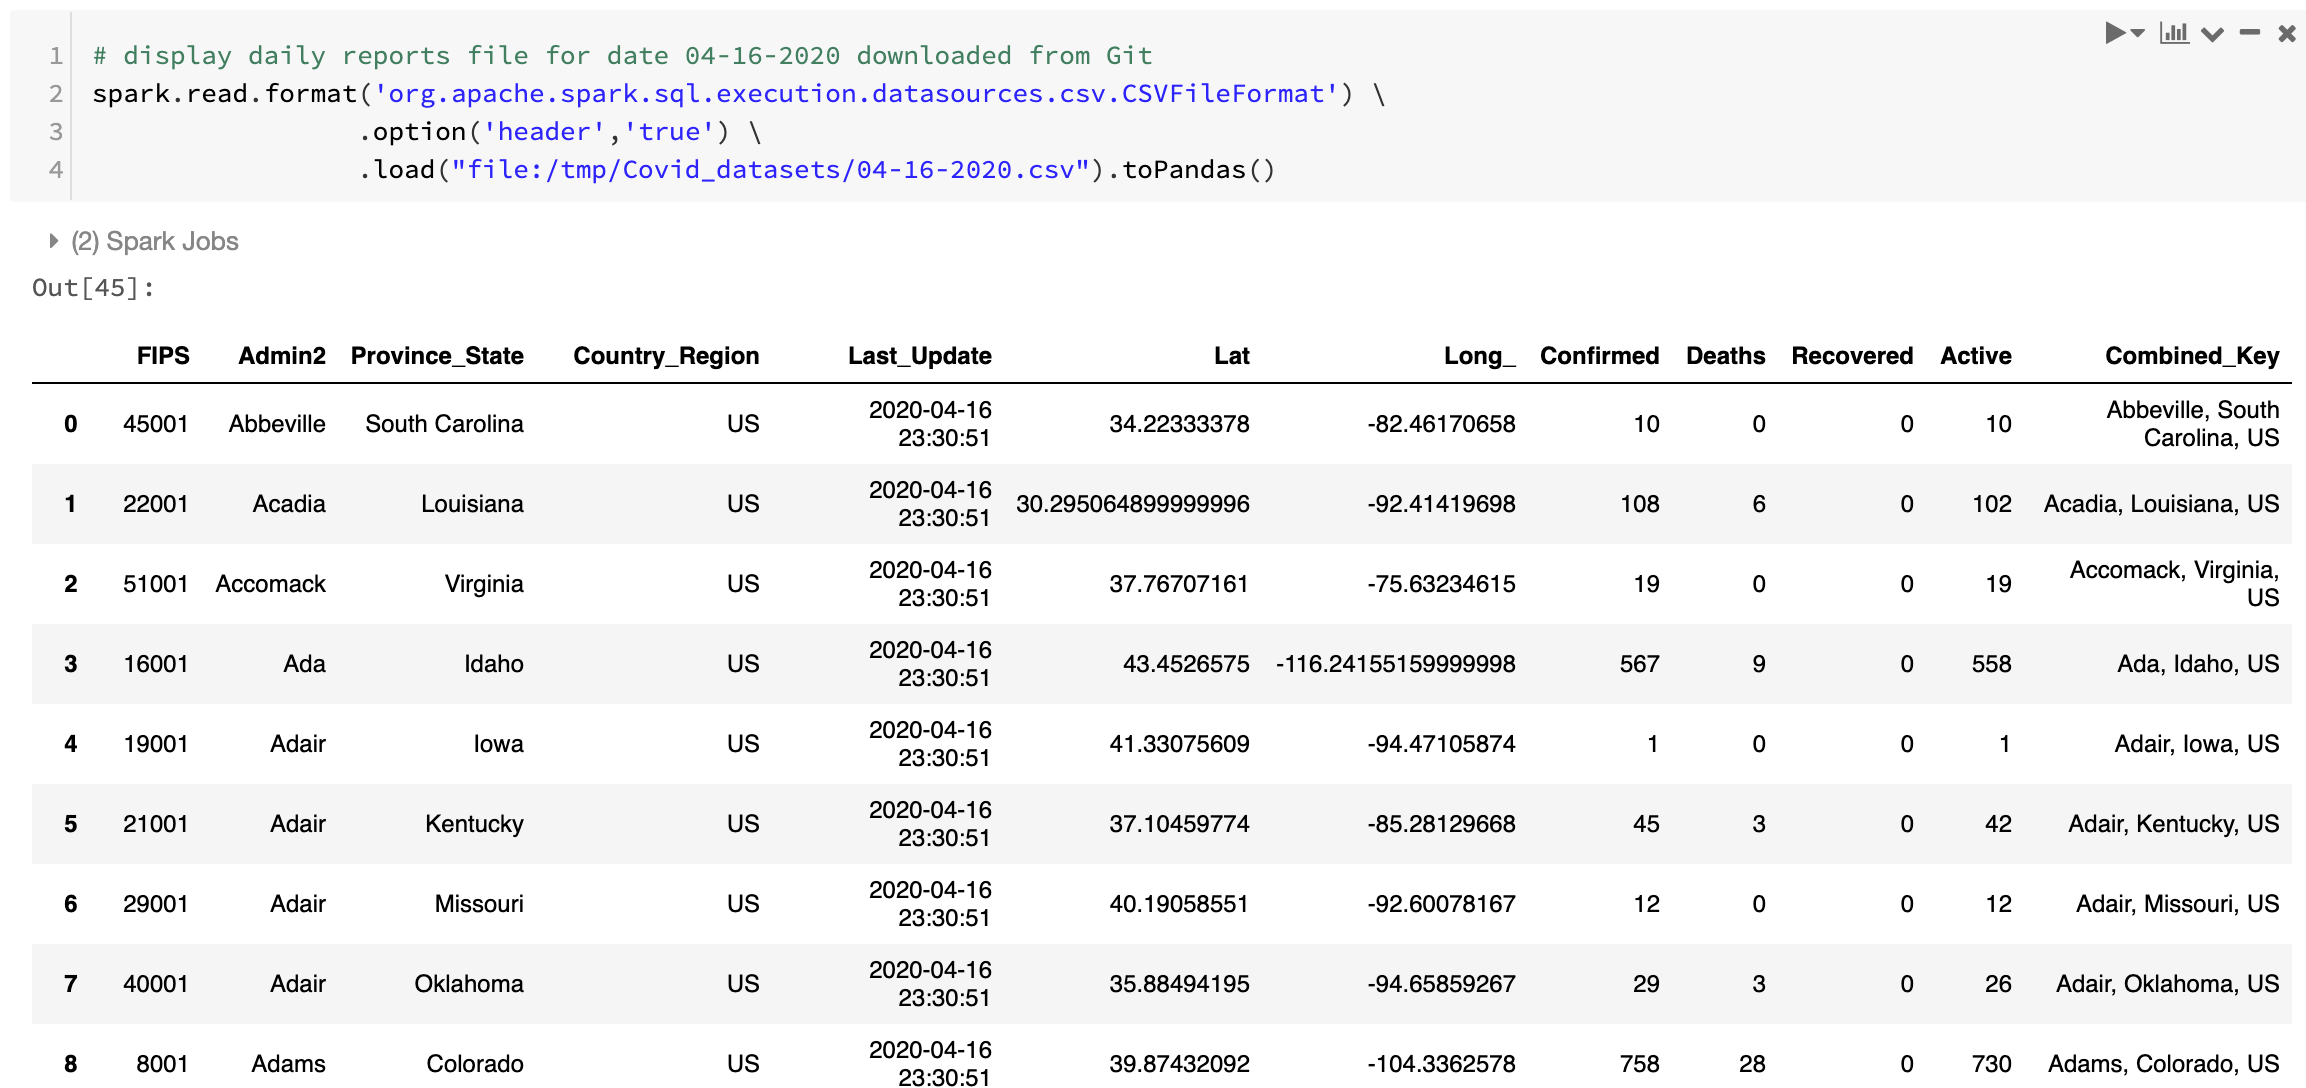 1 # display daily reports file for date 04-16-2020 downloaded from Git
2 spark.read.format('org.apache.spark.sql.execution.datasources.csv.CSVFileFormat') \
3 .option('header','true') \
4 .load("file:/tmp/Covid_datasets/04-16-2020.csv").toPandas()
(2) Spark Jobs
Out[45]:
FIPS Admin2 Province_State Country_Region Last_Update Lat Long_ Confirmed Deaths Recovered Active Combined_Key
0 45001 Abbeville South Carolina US 2020-04-16 23:30:51 34.22333378 -82.46170658 10 0 0 10 Abbeville, South Carolina, US
1 22001 Acadia Louisiana US 2020-04-16 23:30:51 30.295064899999996 -92.41419698 108 6 0 102 Acadia, Louisiana, US
2 51001 Accomack Virginia US 2020-04-16 23:30:51 37.76707161 -75.63234615 19 0 0 19 Accomack, Virginia, US
3 16001 Ada Idaho US 2020-04-16 23:30:51 43.4526575 -116.24155159999998 567 9 0 558 Ada, Idaho, US
4 19001 Adair Iowa US 2020-04-16 23:30:51 41.33075609 -94.47105874 1 0 0 1 Adair, Iowa, US
5 21001 Adair Kentucky US 2020-04-16 23:30:51 37.10459774 -85.28129668 45 3 0 42 Adair, Kentucky, US
6 29001 Adair Missouri US 2020-04-16 23:30:51 40.19058551 -92.60078167 12 0 0 12 Adair, Missouri, US
7 40001 Adair Oklahoma US 2020-04-16 23:30:51 35.88494195 -94.65859267 29 3 0 26 Adair, Oklahoma, US
8 8001 Adams Colorado US 2020-04-16 23:30:51 39.87432092 -104.3362578 758 28 0 730 Adams, Colorado, US